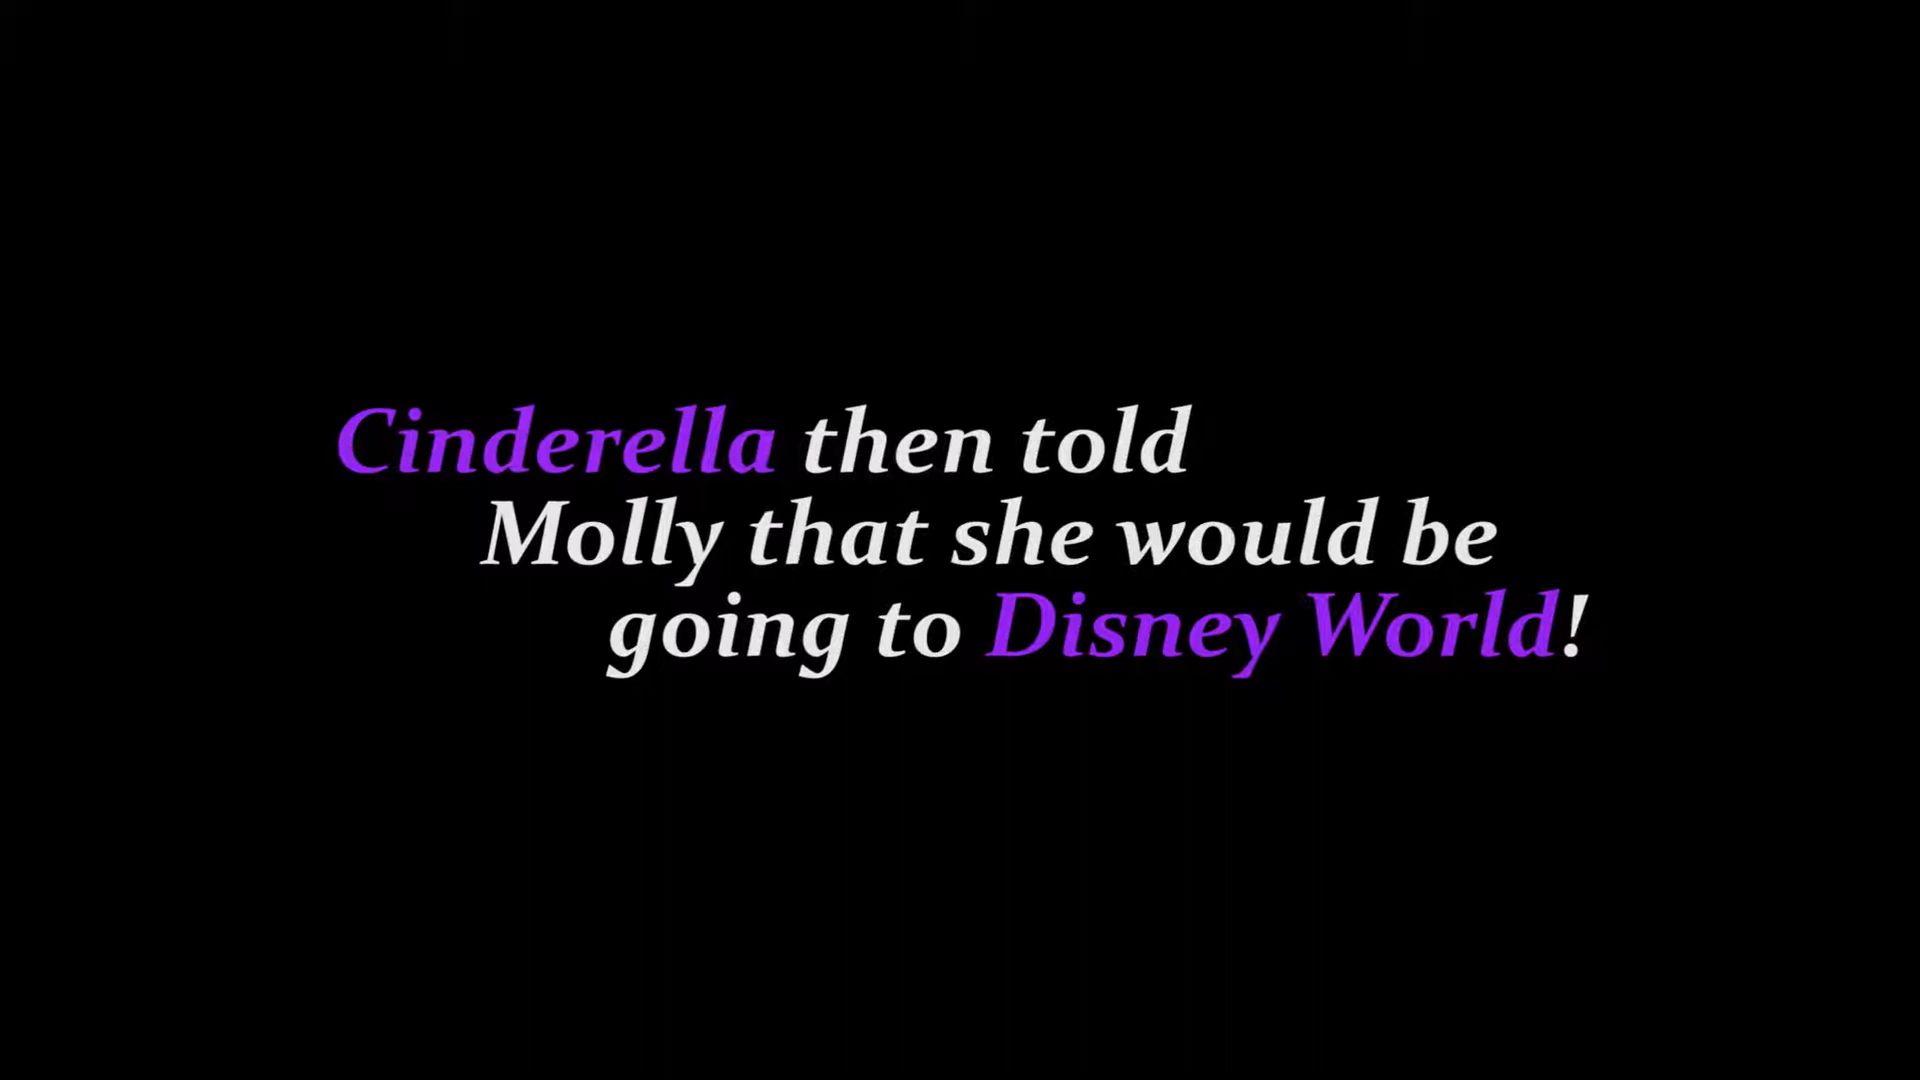 Cinderella then told
Molly that she would be
going to Disney World!